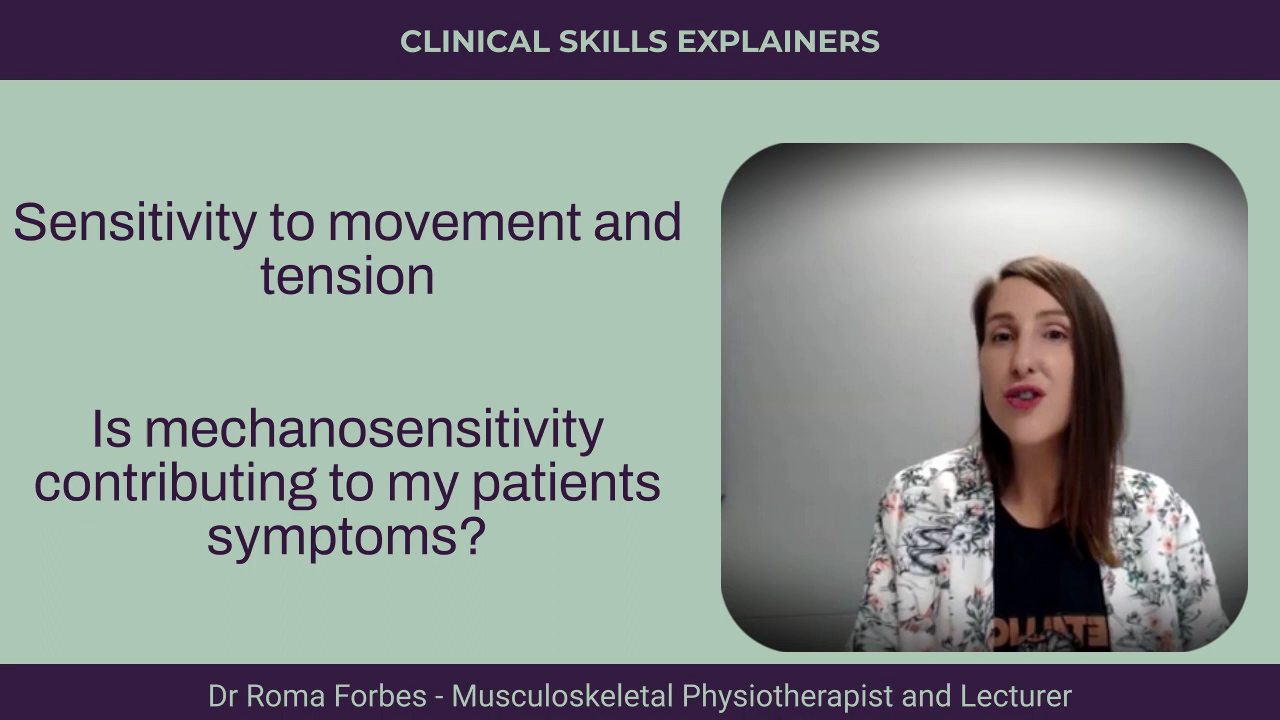 CLINICAL SKILLS EXPLAINERS
Sensitivity to movement and
tension
Is mechanosensitivity
contributing to my patients
symptoms?
Dr Roma Forbes - Musculoskeletal Physiotherapist and Lecturer